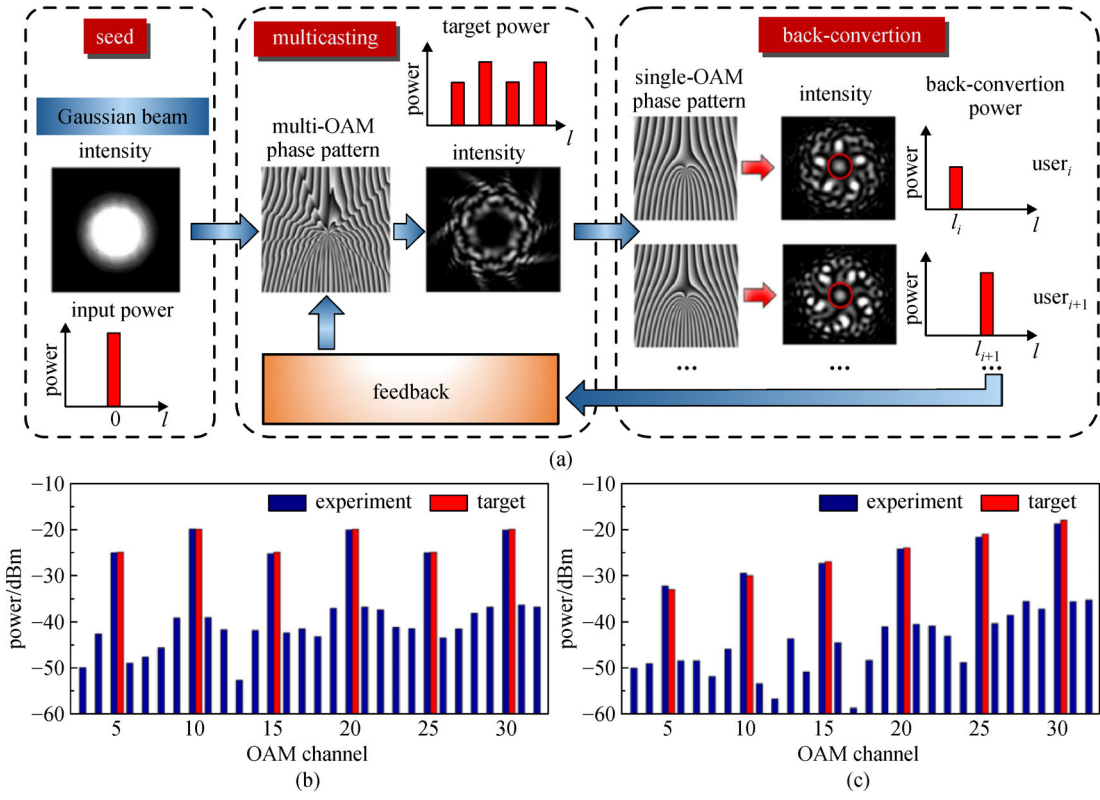 seed
multicasting
back-convertion
Gaussian beam
intensity
input power
power
0
l
target power
power
l
multi-OAM
phase pattern
intensity
feedback
single-OAM
phase pattern
intensity
back-convertion
power
power
l_i
l
user_i
power
l_{i+1}
l
user_{i+1}
...
...
...
(a)
experiment
target
power/dBm
−10
−20
−30
−40
−50
−60
5
10
15
20
25
30
OAM channel
(b)
experiment
target
power/dBm
−10
−20
−30
−40
−50
−60
5
10
15
20
25
30
OAM channel
(c)